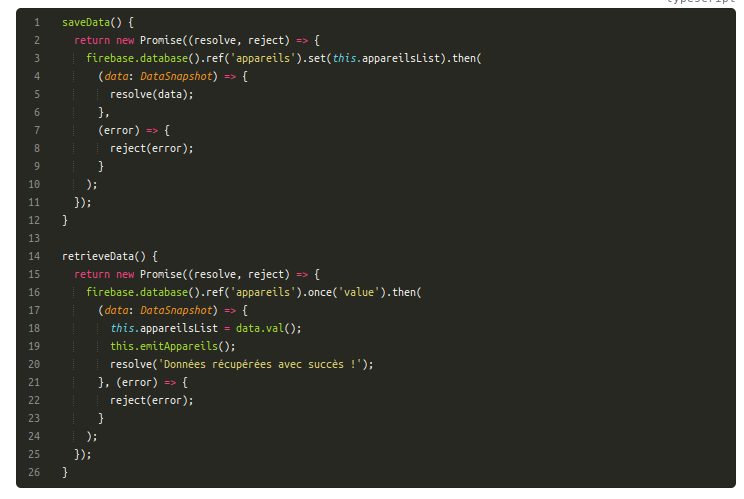 typescript
1 saveData() {
2 return new Promise((resolve, reject) => {
3 firebase.database().ref('appareils').set(this.appareilsList).then(
4 (data: DataSnapshot) => {
5 resolve(data);
6 },
7 (error) => {
8 reject(error);
9 }
10 );
11 });
12 }
13
14 retrieveData() {
15 return new Promise((resolve, reject) => {
16 firebase.database().ref('appareils').once('value').then(
17 (data: DataSnapshot) => {
18 this.appareilsList = data.val();
19 this.emitAppareils();
20 resolve('Données récupérées avec succès !');
21 }, (error) => {
22 reject(error);
23 }
24 );
25 });
26 }